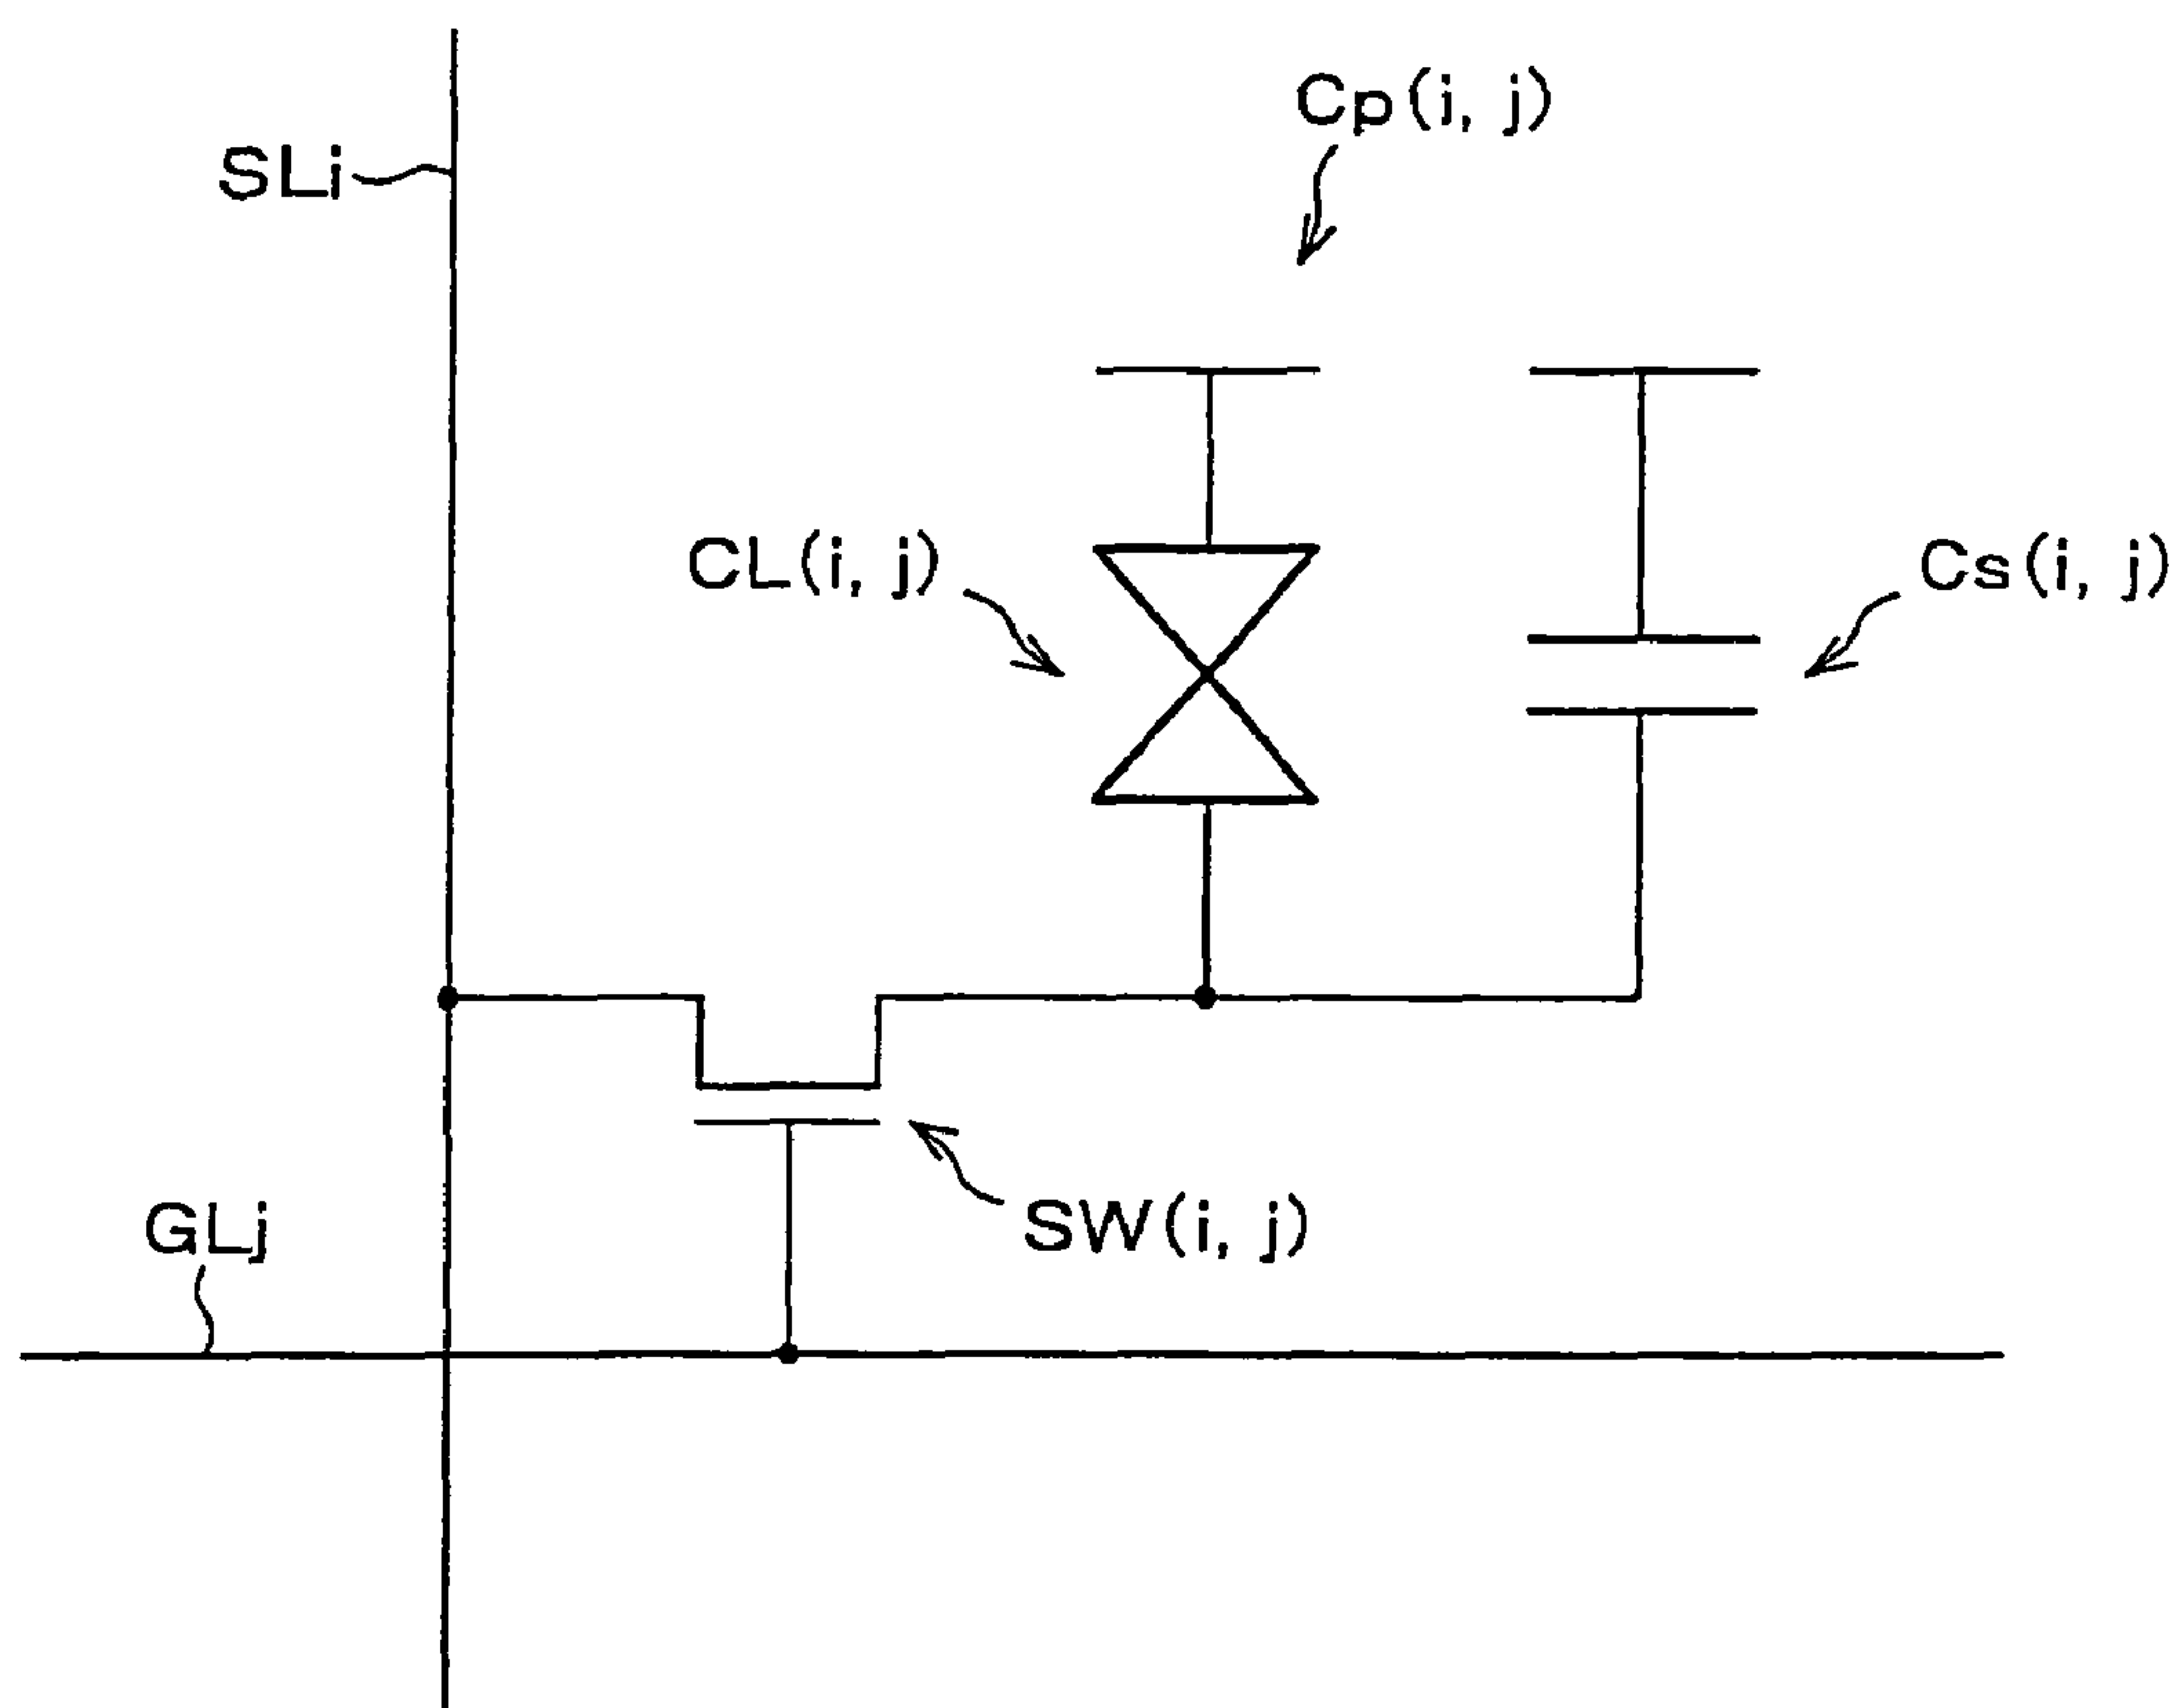 Cp(i, j)
SLi
CL(i, j)
Cs(i, j)
GLj
SW(i, j)